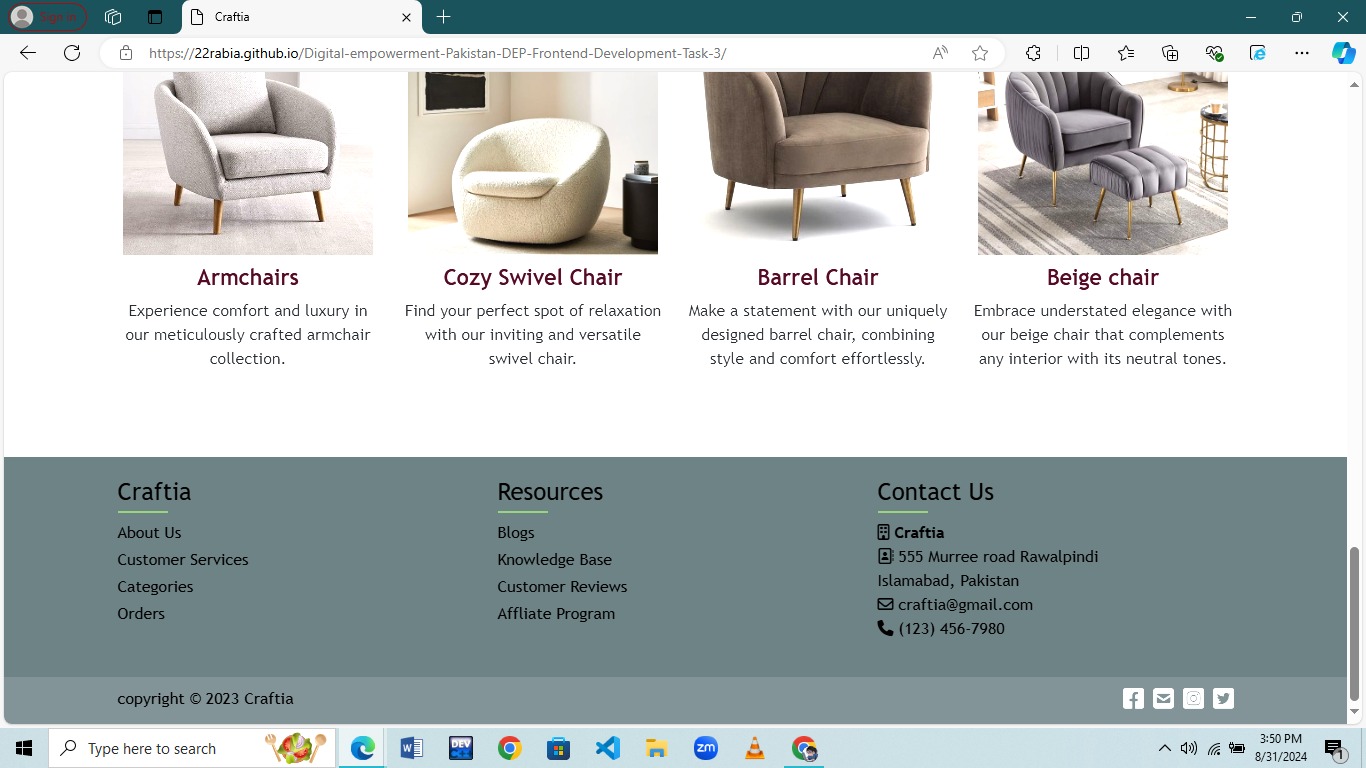 Sign in
Craftia
https://22rabia.github.io/Digital-empowerment-Pakistan-DEP-Frontend-Development-Task-3/
Armchairs
Experience comfort and luxury in
our meticulously crafted armchair
collection.
Cozy Swivel Chair
Find your perfect spot of relaxation
with our inviting and versatile
swivel chair.
Barrel Chair
Make a statement with our uniquely
designed barrel chair, combining
style and comfort effortlessly.
Beige chair
Embrace understated elegance with
our beige chair that complements
any interior with its neutral tones.
Craftia
About Us
Customer Services
Categories
Orders
Resources
Blogs
Knowledge Base
Customer Reviews
Affliate Program
Contact Us
Craftia
555 Murree road Rawalpindi
Islamabad, Pakistan
craftia@gmail.com
(123) 456-7980
copyright © 2023 Craftia
Type here to search
DEV
zm
3:50 PM
8/31/2024
1